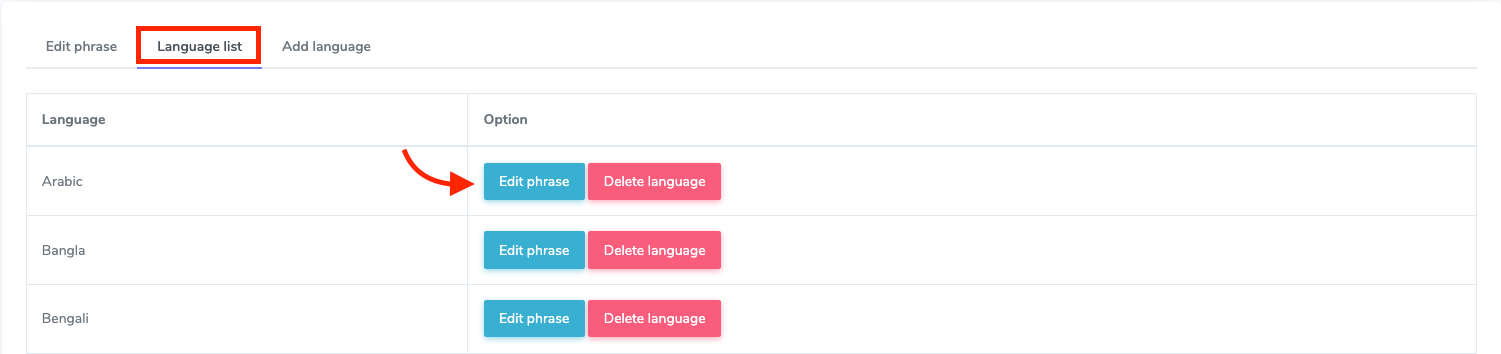 Edit phrase Language list Add language
Language Option
Arabic Edit phrase Delete language
Bangla Edit phrase Delete language
Bengali Edit phrase Delete language